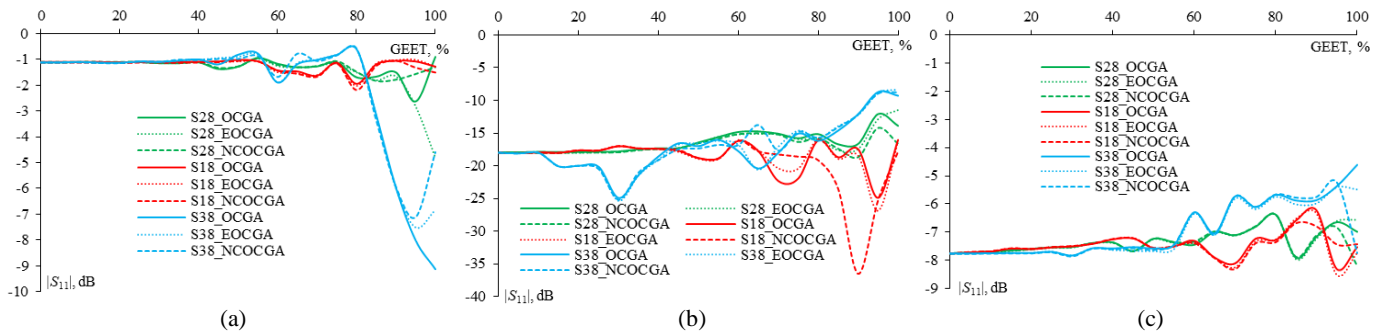 0 20 40 60 80 100
GEET, %
-1
-2
-3
-4
-5
-6
-7
-8
-9
-10
S28_OCGA
S28_EOCGA
S28_NCOCGA
S18_OCGA
S18_EOCGA
S18_NCOCGA
S38_OCGA
S38_EOCGA
S38_NCOCGA
|S₁₁|, dB
(a)
0 20 40 60 80 100
GEET, %
0
-5
-10
-15
-20
-25
-30
-35
-40
S28_OCGA S28_EOCGA
S28_NCOCGA S18_OCGA
S18_EOCGA S18_NCOCGA
S38_OCGA S38_EOCGA
S38_NCOCGA
|S₁₁|, dB
(b)
0 20 40 60 80 100
GEET, %
0
-1
-2
-3
-4
-5
-6
-7
-8
-9
S28_OCGA
S28_EOCGA
S28_NCOCGA
S18_OCGA
S18_EOCGA
S18_NCOCGA
S38_OCGA
S38_EOCGA
S38_NCOCGA
|S₁₁|, dB
(c)